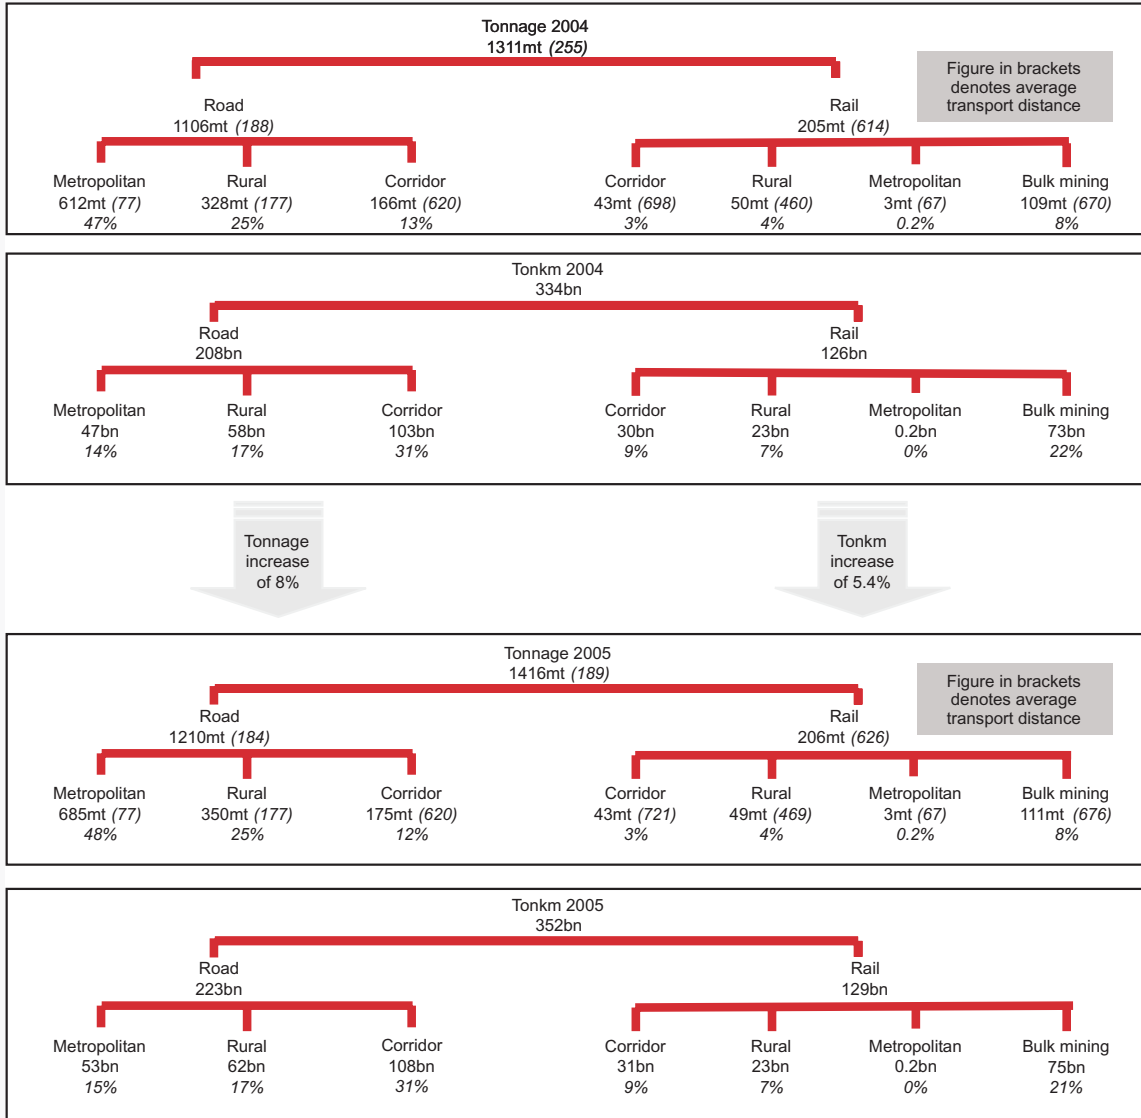 Tonnage 2004
1311mt (255)
Figure in brackets
denotes average
transport distance
Road
1106mt (188)
Rail
205mt (614)
Metropolitan
612mt (77)
47%
Rural
328mt (177)
25%
Corridor
166mt (620)
13%
Corridor
43mt (698)
3%
Rural
50mt (460)
4%
Metropolitan
3mt (67)
0.2%
Bulk mining
109mt (670)
8%
Tonkm 2004
334bn
Road
208bn
Rail
126bn
Metropolitan
47bn
14%
Rural
58bn
17%
Corridor
103bn
31%
Corridor
30bn
9%
Rural
23bn
7%
Metropolitan
0.2bn
0%
Bulk mining
73bn
22%
Tonnage
increase
of 8%
Tonkm
increase
of 5.4%
Tonnage 2005
1416mt (189)
Figure in brackets
denotes average
transport distance
Road
1210mt (184)
Rail
206mt (626)
Metropolitan
685mt (77)
48%
Rural
350mt (177)
25%
Corridor
175mt (620)
12%
Corridor
43mt (721)
3%
Rural
49mt (469)
4%
Metropolitan
3mt (67)
0.2%
Bulk mining
111mt (676)
8%
Tonkm 2005
352bn
Road
223bn
Rail
129bn
Metropolitan
53bn
15%
Rural
62bn
17%
Corridor
108bn
31%
Corridor
31bn
9%
Rural
23bn
7%
Metropolitan
0.2bn
0%
Bulk mining
75bn
21%